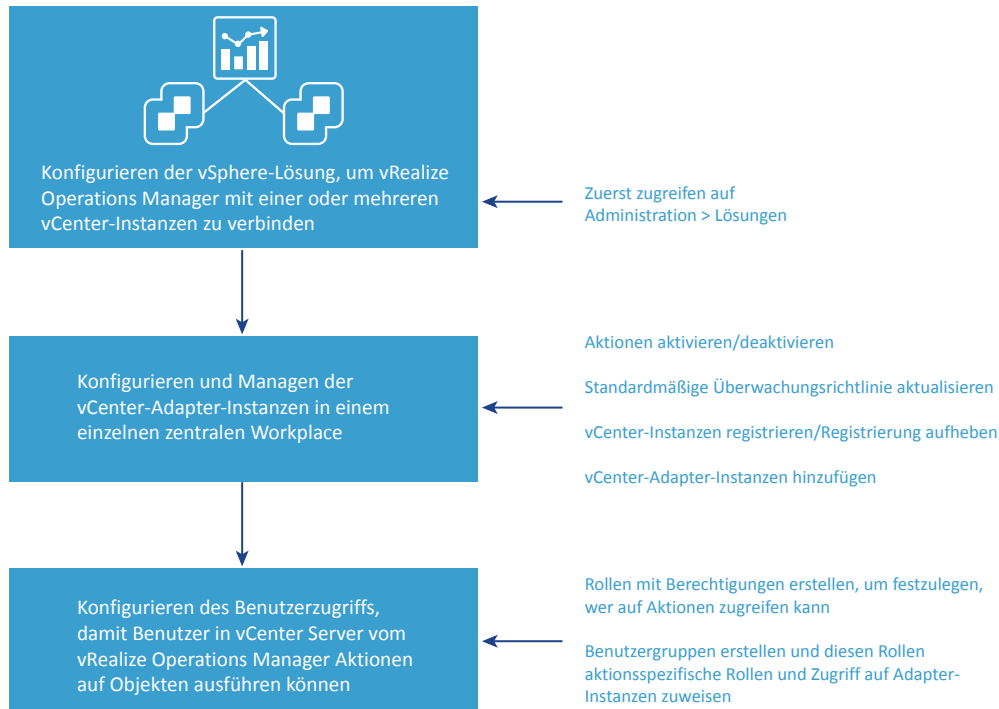 Konfigurieren der vSphere-Lösung, um vRealize
Operations Manager mit einer oder mehreren
vCenter-Instanzen zu verbinden
Zuerst zugreifen auf
Administration > Lösungen
Konfigurieren und Managen der
vCenter-Adapter-Instanzen in einem
einzelnen zentralen Workplace
Aktionen aktivieren/deaktivieren
Standardmäßige Überwachungsrichtlinie aktualisieren
vCenter-Instanzen registrieren/Registrierung aufheben
vCenter-Adapter-Instanzen hinzufügen
Konfigurieren des Benutzerzugriffs,
damit Benutzer in vCenter Server vom
vRealize Operations Manager Aktionen
auf Objekten ausführen können
Rollen mit Berechtigungen erstellen, um festzulegen,
wer auf Aktionen zugreifen kann
Benutzergruppen erstellen und diesen Rollen
aktionsspezifische Rollen und Zugriff auf Adapter-
Instanzen zuweisen